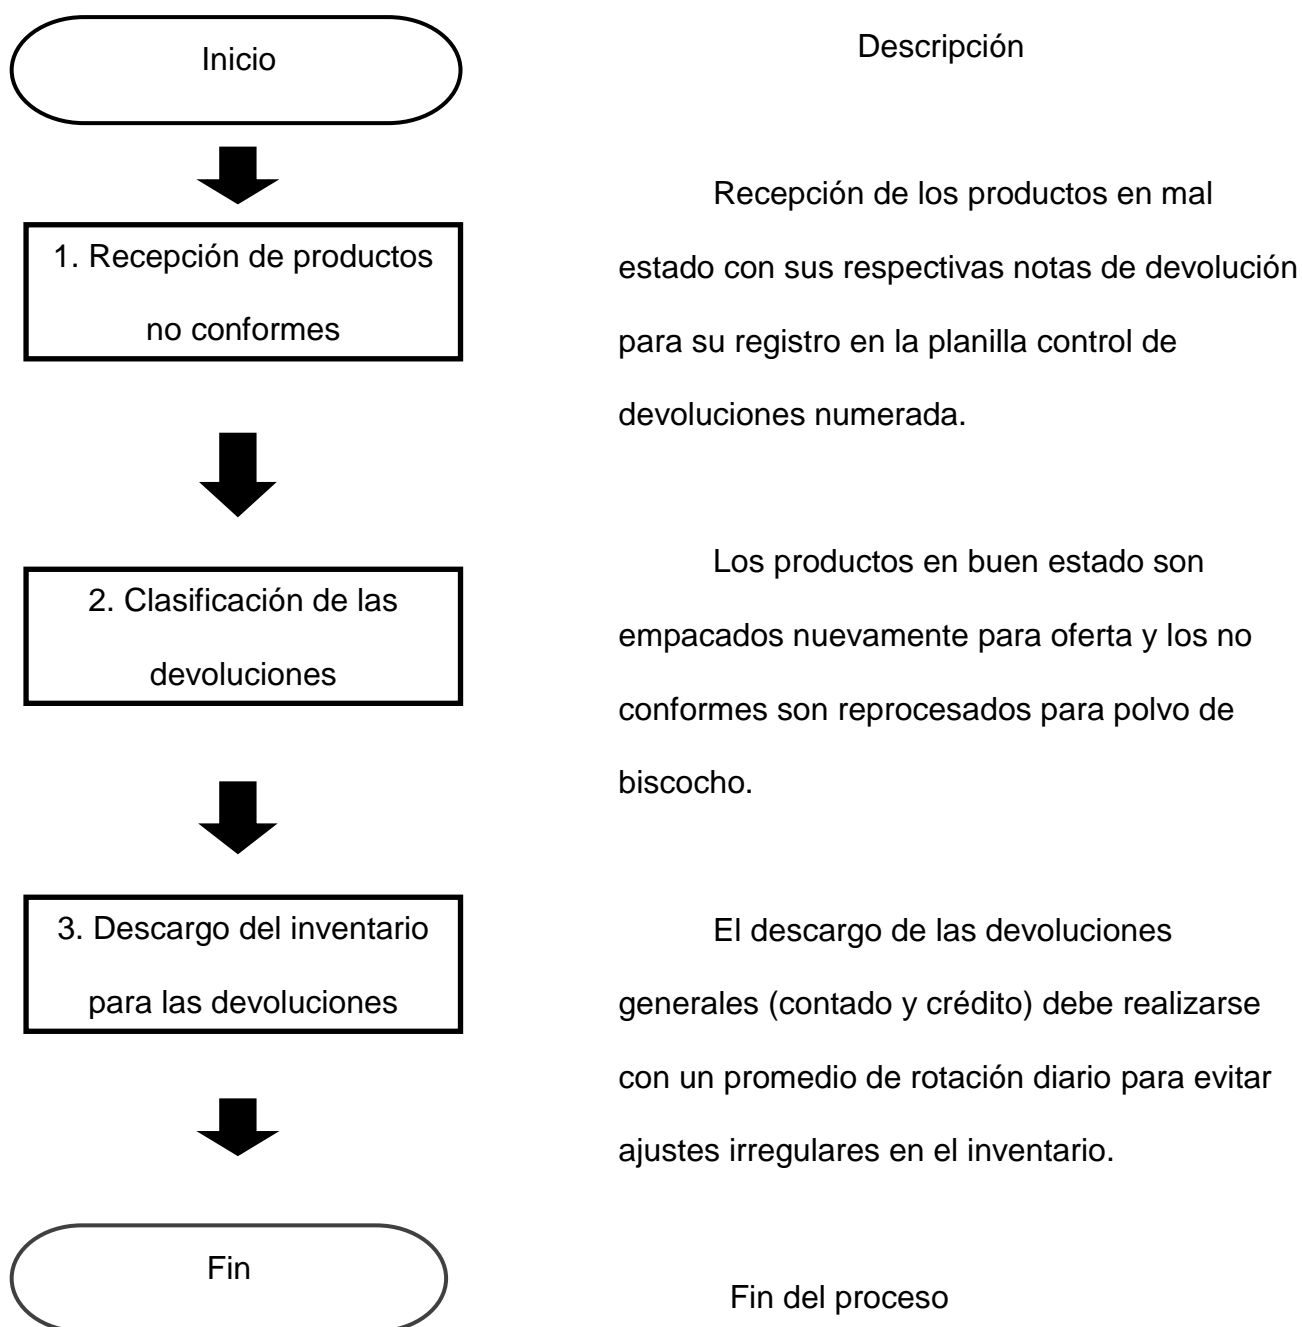 Inicio
Descripción
1. Recepción de productos
no conformes
Recepción de los productos en mal
estado con sus respectivas notas de devolución
para su registro en la planilla control de
devoluciones numerada.
2. Clasificación de las
devoluciones
Los productos en buen estado son
empacados nuevamente para oferta y los no
conformes son reprocesados para polvo de
biscocho.
3. Descargo del inventario
para las devoluciones
El descargo de las devoluciones
generales (contado y crédito) debe realizarse
con un promedio de rotación diario para evitar
ajustes irregulares en el inventario.
Fin
Fin del proceso